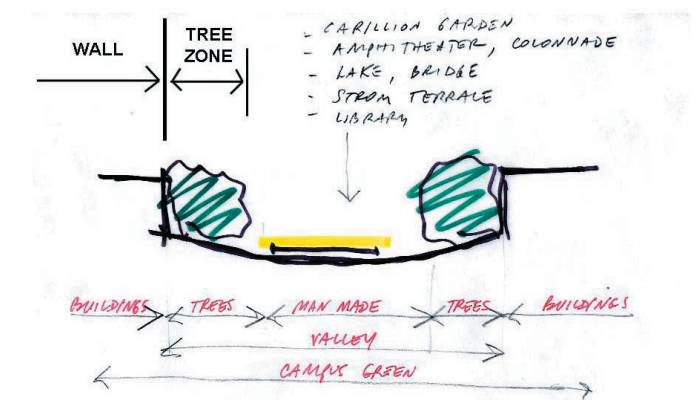 WALL
TREE
ZONE
- CARILLION GARDEN
- AMPHITHEATER, COLONNADE
- LAKE, BRIDGE
- STROM TERRALE
- LIBRARY
BUILDINGS TREES MAN MADE TREES BUILDINGS
VALLEY
CAMPUS GREEN